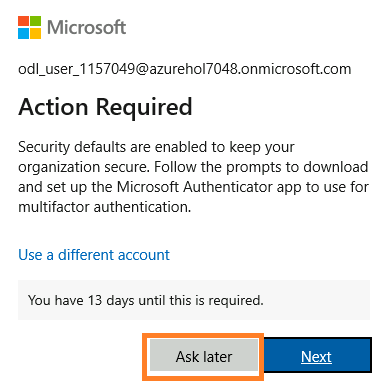 Microsoft
odl_user_1157049@azurehol7048.onmicrosoft.com
Action Required
Security defaults are enabled to keep your
organization secure. Follow the prompts to download
and set up the Microsoft Authenticator app to use for
multifactor authentication.
Use a different account
You have 13 days until this is required.
Ask later
Next